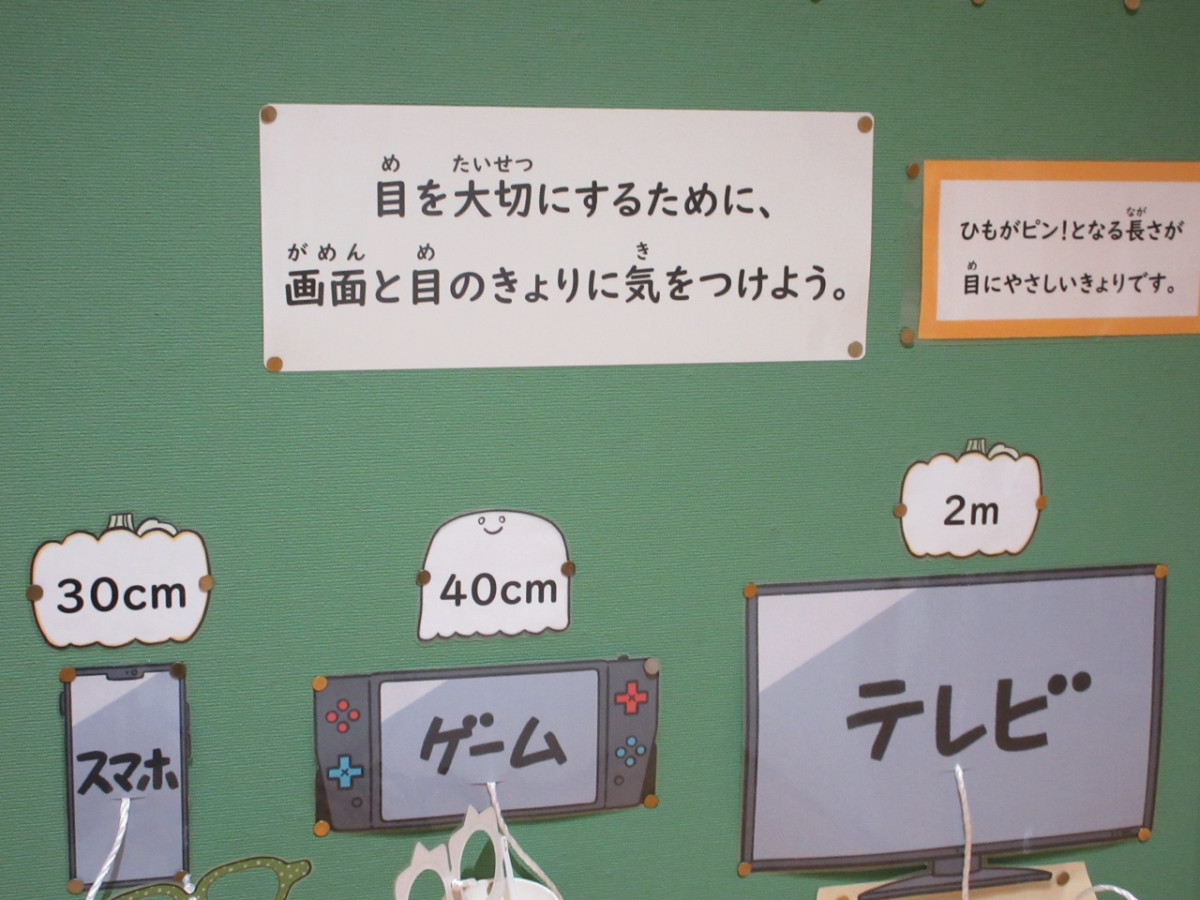 目を大切にするために、
画面と目のきょりに気をつけよう。
ひもがピン!となる長さが
目にやさしいきょりです。
30cm
40cm
2m
スマホ
ゲーム
テレビ